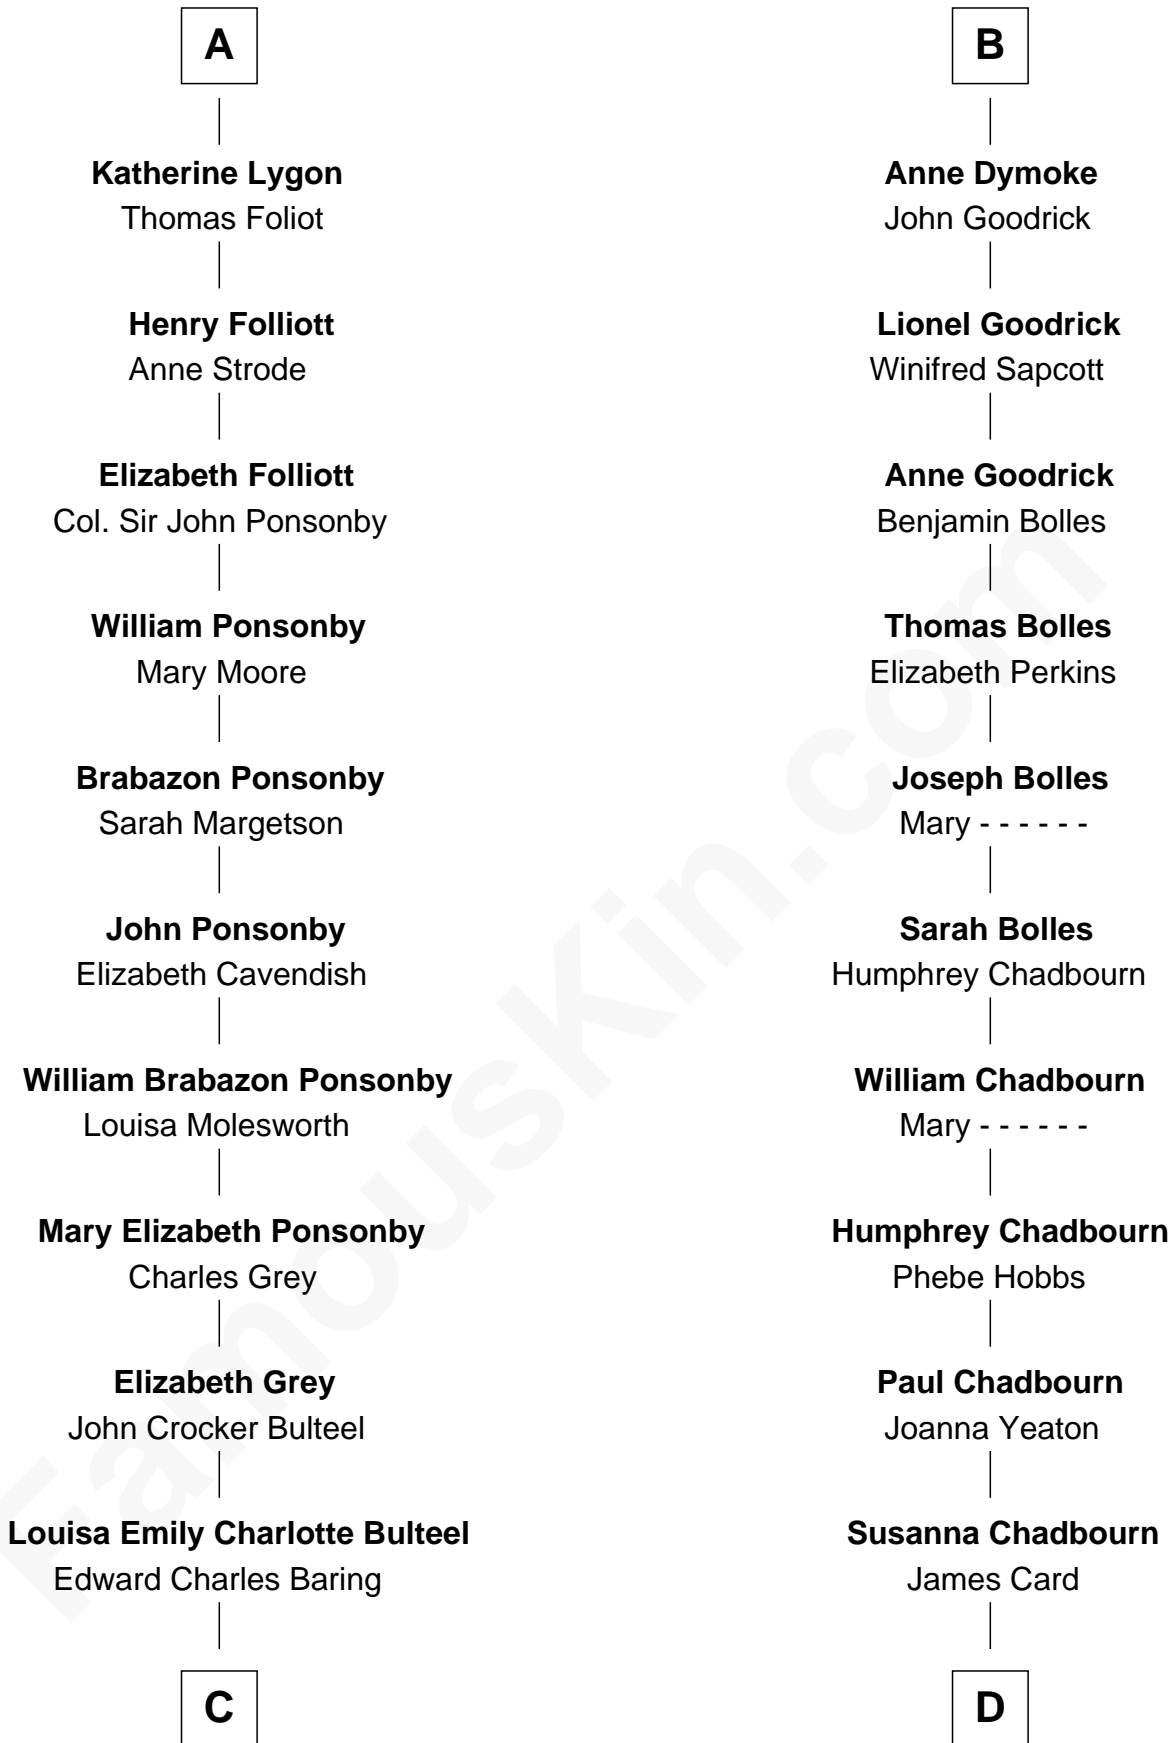 A
Katherine Lygon
Thomas Foliot
Henry Folliott
Anne Strode
Elizabeth Folliott
Col. Sir John Ponsonby
William Ponsonby
Mary Moore
Brabazon Ponsonby
Sarah Margetson
John Ponsonby
Elizabeth Cavendish
William Brabazon Ponsonby
Louisa Molesworth
Mary Elizabeth Ponsonby
Charles Grey
Elizabeth Grey
John Crocker Bulteel
Louisa Emily Charlotte Bulteel
Edward Charles Baring
C
B
Anne Dymoke
John Goodrick
Lionel Goodrick
Winifred Sapcott
Anne Goodrick
Benjamin Bolles
Thomas Bolles
Elizabeth Perkins
Joseph Bolles
Mary - - - - - -
Sarah Bolles
Humphrey Chadbourn
William Chadbourn
Mary - - - - - -
Humphrey Chadbourn
Phebe Hobbs
Paul Chadbourn
Joanna Yeaton
Susanna Chadbourn
James Card
D
FamousKin.com